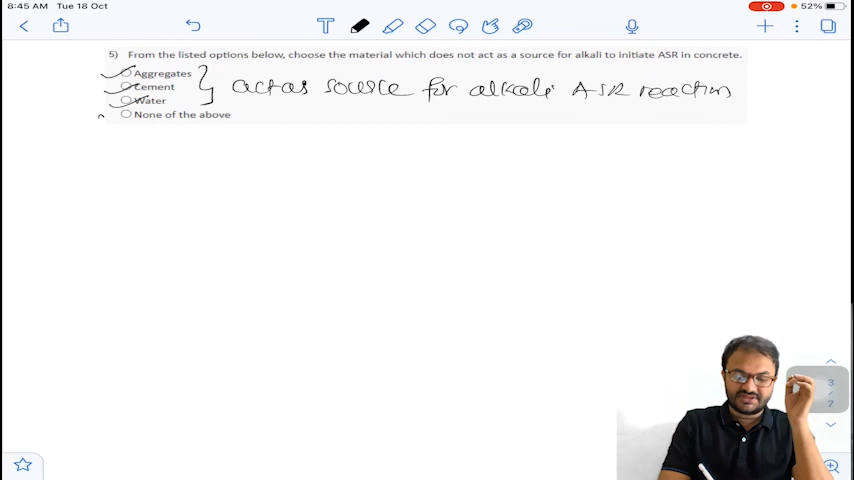 8:45 AM Tue 18 Oct
52%
5) From the listed options below, choose the material which does not act as a source for alkali to initiate ASR in concrete.
Aggregates
Cement
Water
None of the above
act as source for alkali ASR reaction
3
7